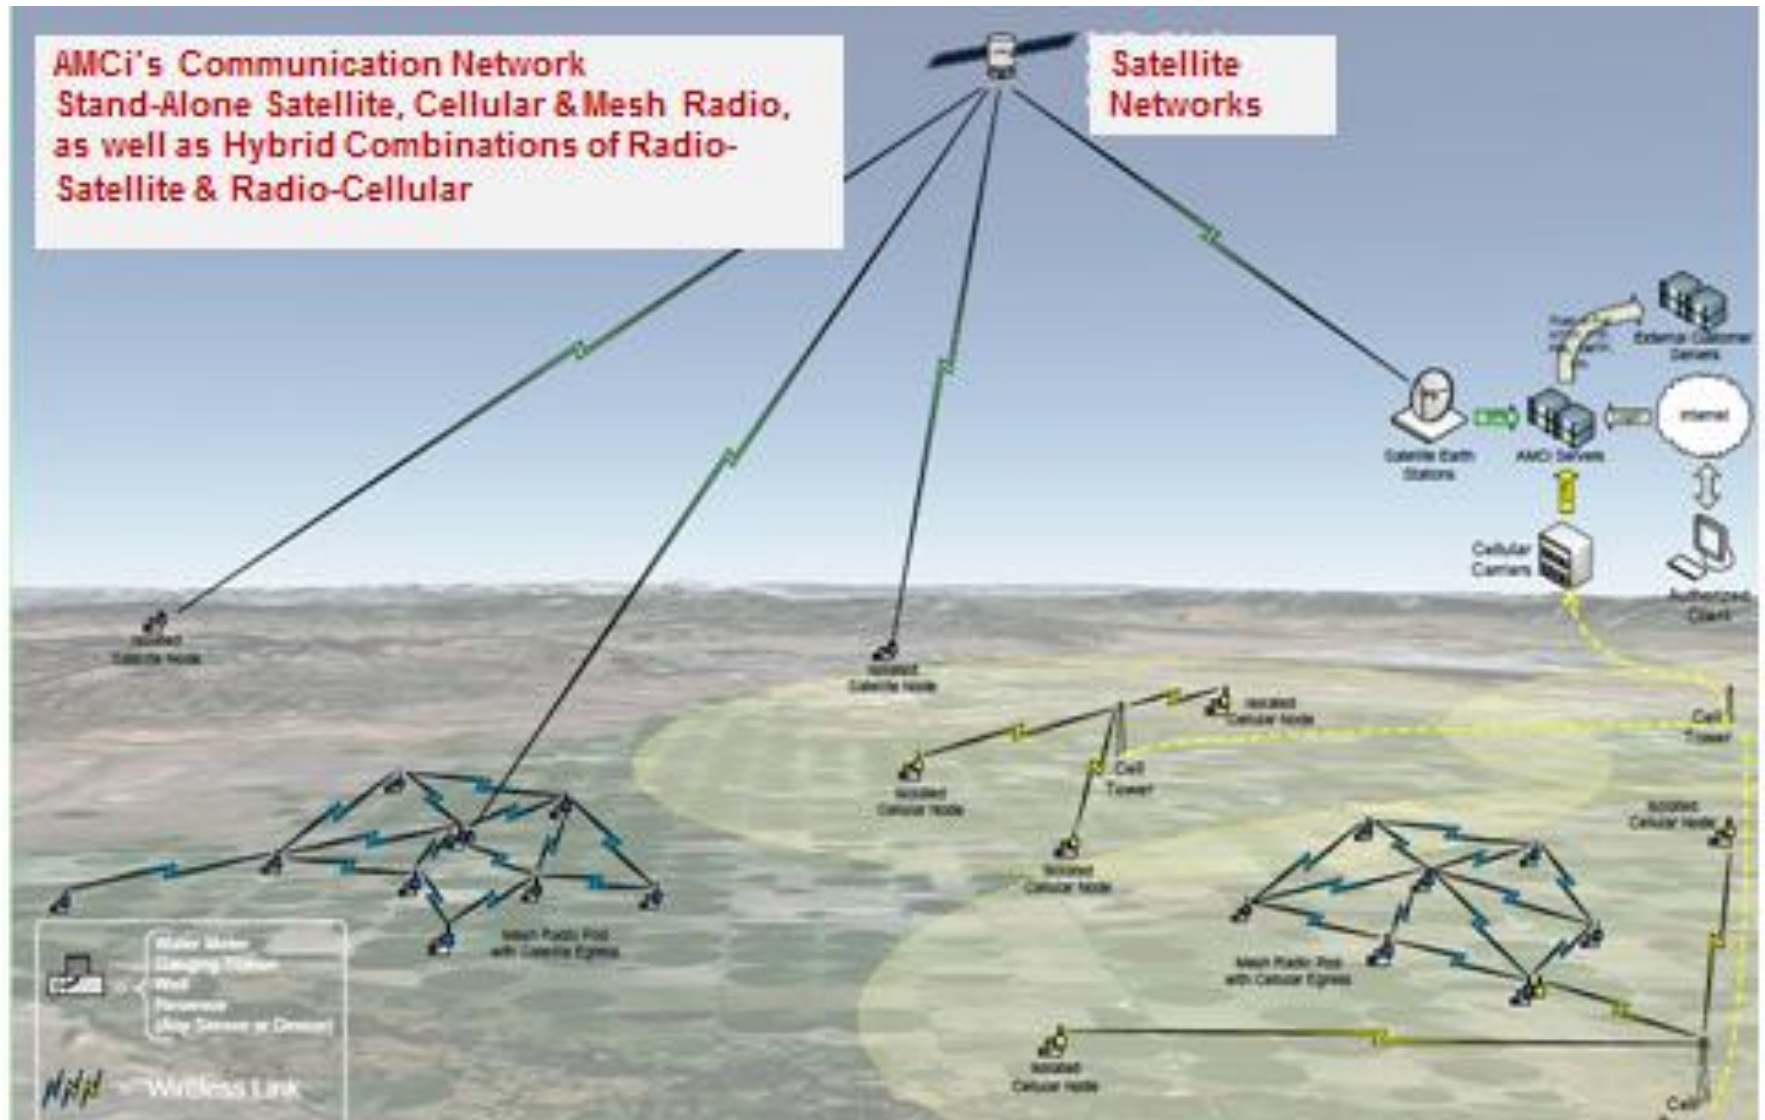 AMCi's Communication Network
Stand-Alone Satellite, Cellular & Mesh Radio,
as well as Hybrid Combinations of Radio-
Satellite & Radio-Cellular
Satellite
Networks
External Customer
Servers
Internet
Satellite Earth
Stations
AMCi Servers
Cellular
Carriers
Authorized
Client
Isolated
Satellite Node
Isolated
Satellite Node
Isolated
Cellular Node
Cell
Tower
Cell
Tower
Isolated
Cellular Node
Isolated
Cellular Node
Isolated
Cellular Node
Mesh Radio Pod
with Satellite Egress
Mesh Radio Pod
with Cellular Egress
Water Meter
Gauging Station
Well
Reservoir
(Any Sensor or Device)
= Wireless Link
Isolated
Cellular Node
Cell